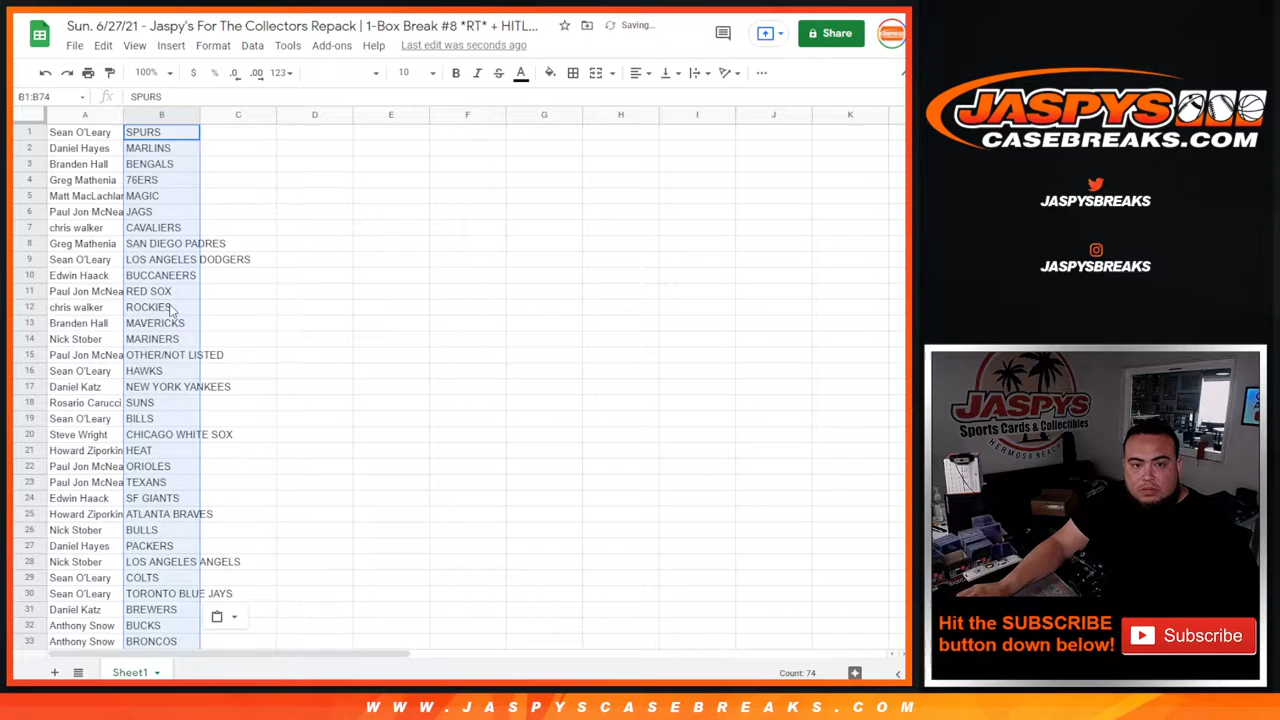 Sun. 6/27/21 - Jaspy's For The Collectors Repack | 1-Box Break #8 *RT* + HITL...
Saving...
Share
File Edit View Insert Format Data Tools Add-ons Help Last edit was seconds ago
100% $ % .0 .00 123 10 B I S A
B1:B74 fx SPURS
A B C D E F G H I J K
1 Sean O'Leary SPURS
2 Daniel Hayes MARLINS
3 Branden Hall BENGALS
4 Greg Mathenia 76ERS
5 Matt MacLachlan MAGIC
6 Paul Jon McNea JAGS
7 chris walker CAVALIERS
8 Greg Mathenia SAN DIEGO PADRES
9 Sean O'Leary LOS ANGELES DODGERS
10 Edwin Haack BUCCANEERS
11 Paul Jon McNea RED SOX
12 chris walker ROCKIES
13 Branden Hall MAVERICKS
14 Nick Stober MARINERS
15 Paul Jon McNea OTHER/NOT LISTED
16 Sean O'Leary HAWKS
17 Daniel Katz NEW YORK YANKEES
18 Rosario Carucci SUNS
19 Sean O'Leary BILLS
20 Steve Wright CHICAGO WHITE SOX
21 Howard Ziporkin HEAT
22 Paul Jon McNea ORIOLES
23 Paul Jon McNea TEXANS
24 Edwin Haack SF GIANTS
25 Howard Ziporkin ATLANTA BRAVES
26 Nick Stober BULLS
27 Daniel Hayes PACKERS
28 Nick Stober LOS ANGELES ANGELS
29 Sean O'Leary COLTS
30 Sean O'Leary TORONTO BLUE JAYS
31 Daniel Katz BREWERS
32 Anthony Snow BUCKS
33 Anthony Snow BRONCOS
Sheet1
Count: 74
JASPYS
CASEBREAKS.COM
JASPYSBREAKS
JASPYSBREAKS
JASPYS
Sports Cards & Collectibles
HERMOSA BEACH
Hit the SUBSCRIBE
button down below!
Subscribe
WWW.JASPYSCASEBREAKS.COM